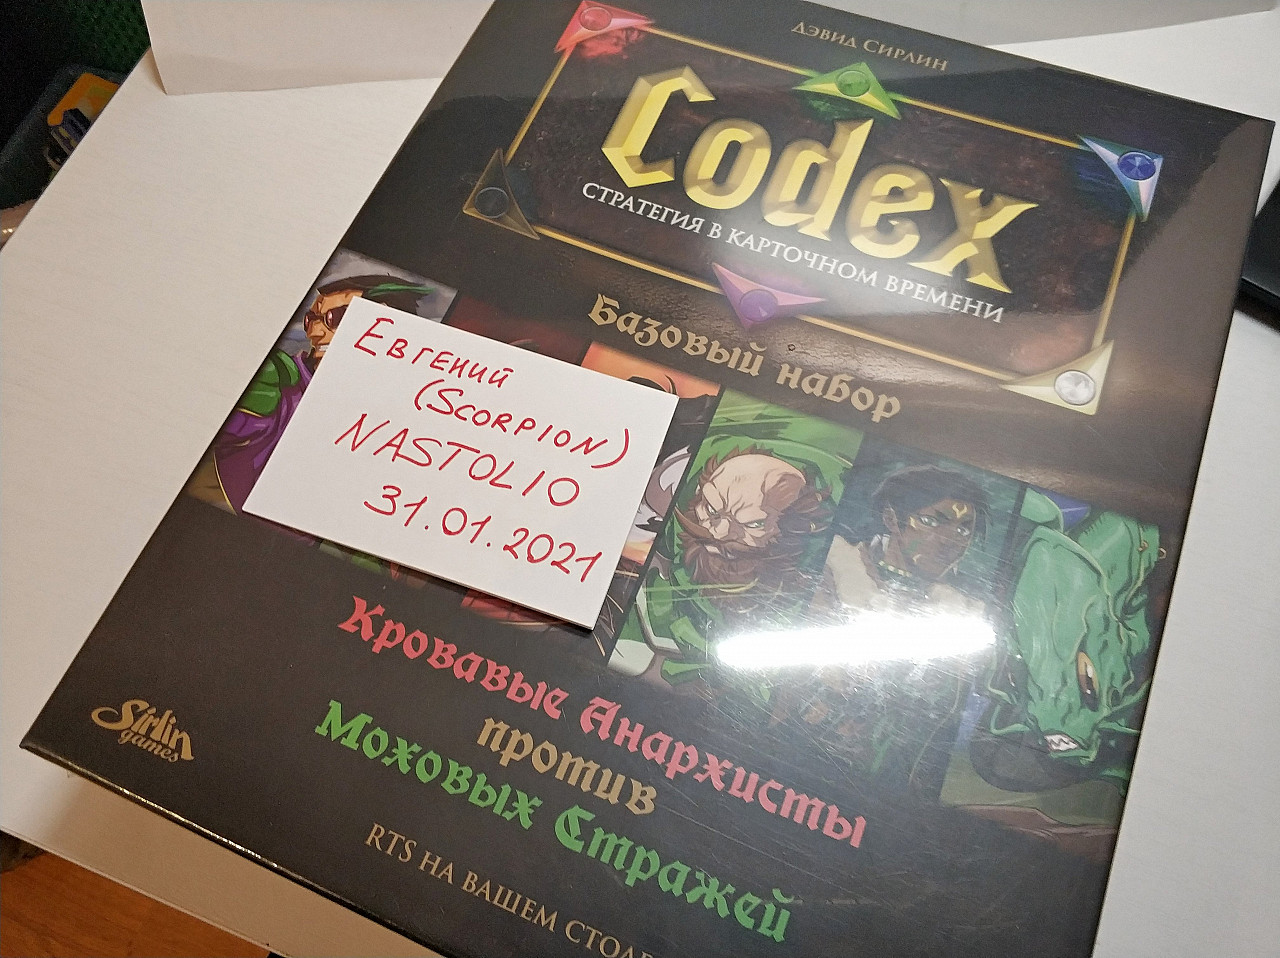 ДЭВИД СИРЛИН
Codex
СТРАТЕГИЯ В КАРТОЧНОМ ВРЕМЕНИ
Базовый набор
ЕВГЕНИЙ
(SCORPION)
NASTOLIO
31.01.2021
Кровавые Анархисты
против
Моховых Стражей
Sirlin
games
RTS НА ВАШЕМ СТОЛЕ